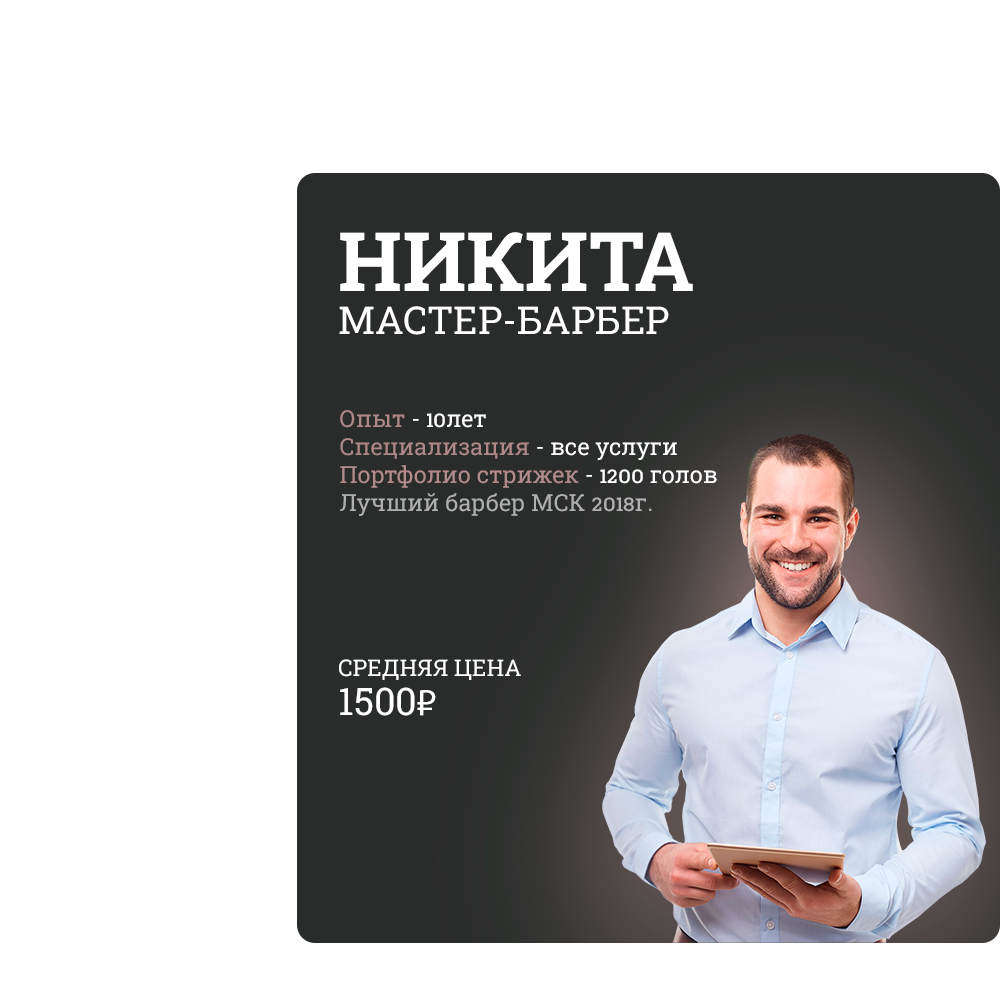 НИКИТА
МАСТЕР-БАРБЕР
Опыт - 10лет
Специализация - все услуги
Портфолио стрижек - 1200 голов
Лучший барбер МСК 2018г.
СРЕДНЯЯ ЦЕНА
1500₽